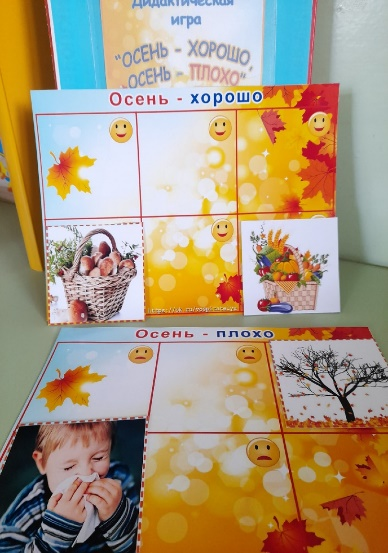 Дидактическая
игра
"ОСЕНЬ - ХОРОШО,
ОСЕНЬ - ПЛОХО"
Осень - хорошо
Осень - плохо